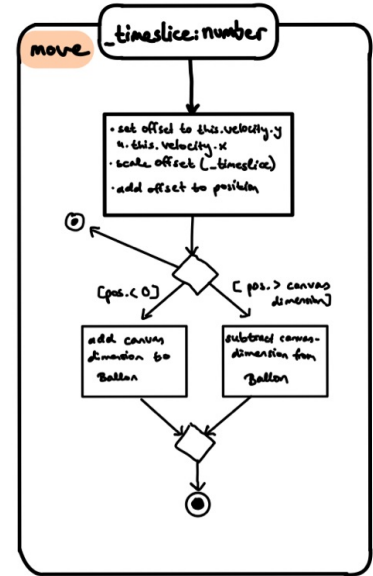 _timeslice: number
move
• set offset to this.velocity.y
u. this.velocity.x
• scale offset (_timeslice)
• add offset to position
[pos. < 0]
[ pos. > canvas
dimension]
add canvas
dimension to
Ballon
subtract canvas-
dimension from
Ballon